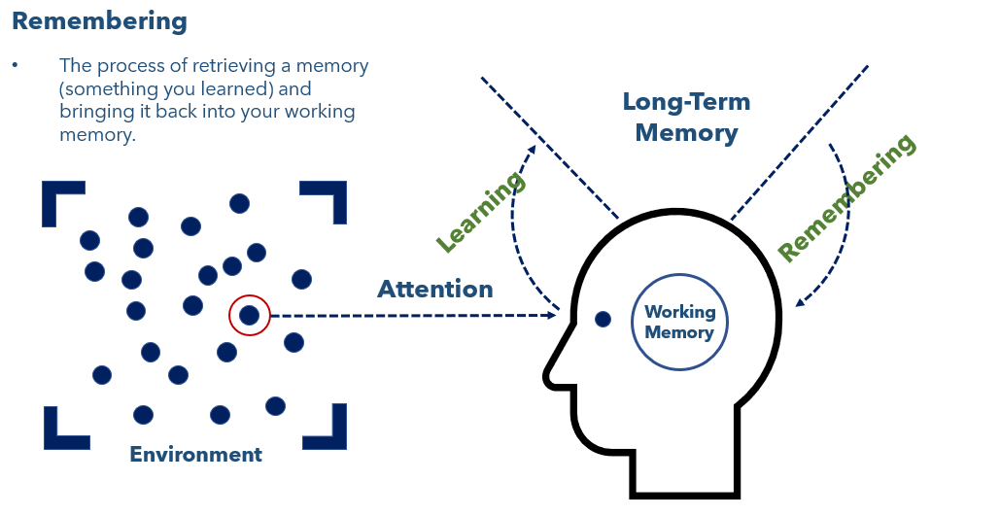 Remembering
• The process of retrieving a memory
(something you learned) and
bringing it back into your working
memory.
Long-Term
Memory
Learning
Remembering
Attention
Working
Memory
Environment